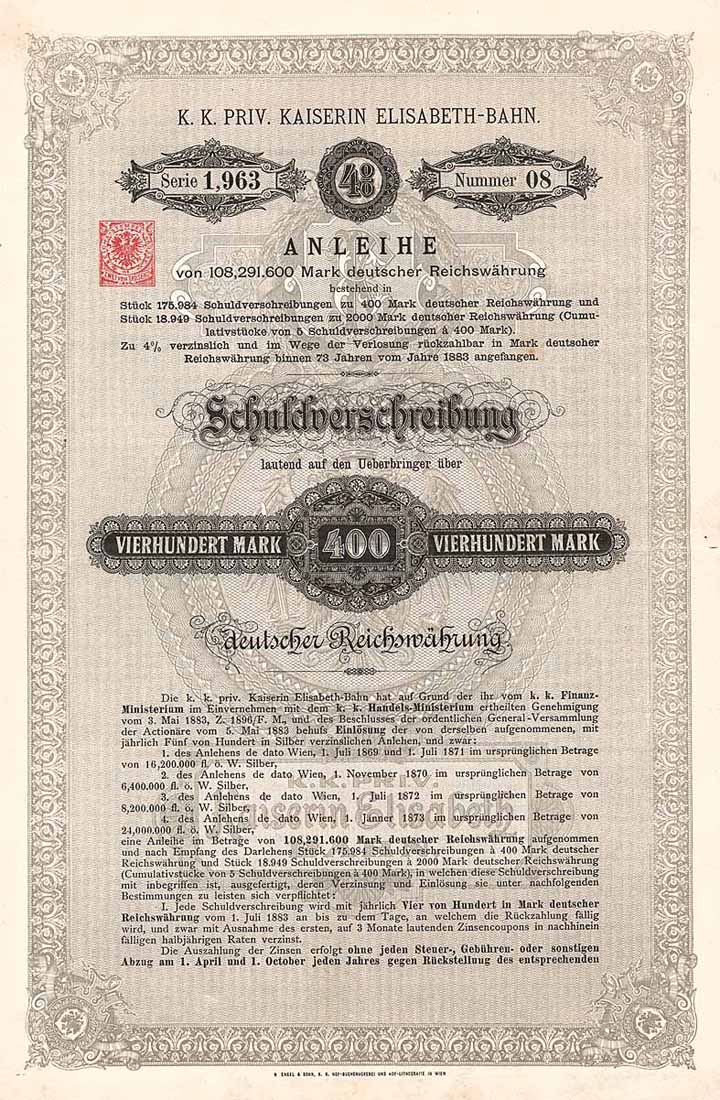 K. K. PRIV. KAISERIN ELISABETH-BAHN.
Serie 1,963
4%
Nummer 08
ANLEIHE
von 108,291.600 Mark deutscher Reichswährung
bestehend in
Stück 175.984 Schuldverschreibungen zu 400 Mark deutscher Reichswährung und
Stück 18.949 Schuldverschreibungen zu 2000 Mark deutscher Reichswährung (Cumu-
lativstücke von 5 Schuldverschreibungen à 400 Mark).
Zu 4% verzinslich und im Wege der Verlosung rückzahlbar in Mark deutscher
Reichswährung binnen 73 Jahren vom Jahre 1883 angefangen.
Schuldverschreibung
lautend auf den Ueberbringer über
VIERHUNDERT MARK 400 VIERHUNDERT MARK
deutscher Reichswährung
Die k. k. priv. Kaiserin Elisabeth-Bahn hat auf Grund der ihr vom k. k. Finanz-
Ministerium im Einvernehmen mit dem k. k. Handels-Ministerium ertheilten Genehmigung
vom 3. Mai 1883, Z. 1896/F. M., und des Beschlusses der ordentlichen General-Versammlung
der Actionäre vom 5. Mai 1883 behufs Einlösung der von derselben aufgenommenen, mit
jährlich Fünf von Hundert in Silber verzinslichen Anlehen, und zwar:
1. des Anlehens de dato Wien, 1. Juli 1869 und 1. Juli 1871 im ursprünglichen Betrage
von 16,200.000 fl. ö. W. Silber,
2. des Anlehens de dato Wien, 1. November 1870 im ursprünglichen Betrage von
6,400.000 fl. ö. W. Silber,
3. des Anlehens de dato Wien, 1. Juli 1872 im ursprünglichen Betrage von
8,200.000 fl. ö. W. Silber,
4. des Anlehens de dato Wien, 1. Jänner 1873 im ursprünglichen Betrage von
24,000.000 fl. ö. W. Silber,
eine Anleihe im Betrage von 108,291.600 Mark deutscher Reichswährung aufgenommen
und nach Empfang des Darlehens Stück 175.984 Schuldverschreibungen à 400 Mark deutscher
Reichswährung und Stück 18.949 Schuldverschreibungen à 2000 Mark deutscher Reichswährung
(Cumulativstücke von 5 Schuldverschreibungen à 400 Mark), in welchen diese Schuldverschreibung
mit inbegriffen ist, ausgefertigt, deren Verzinsung und Einlösung sie unter nachfolgenden
Bestimmungen zu leisten sich verpflichtet:
I. Jede Schuldverschreibung wird mit jährlich Vier von Hundert in Mark deutscher
Reichswährung vom 1. Juli 1883 an bis zu dem Tage, an welchem die Rückzahlung fällig
wird, und zwar mit Ausnahme des ersten, auf 3 Monate lautenden Zinsencoupons in nachhinein
fälligen halbjährigen Raten verzinst.
Die Auszahlung der Zinsen erfolgt ohne jeden Steuer-, Gebühren- oder sonstigen
Abzug am 1. April und 1. October jeden Jahres gegen Rückstellung des entsprechenden
K. K. PRIV.
Kaiserin Elisabeth
H. ENGEL & SOHN, K. K. HOF-BUCHDRUCKEREI UND HOF-LITHOGRAFIE IN WIEN